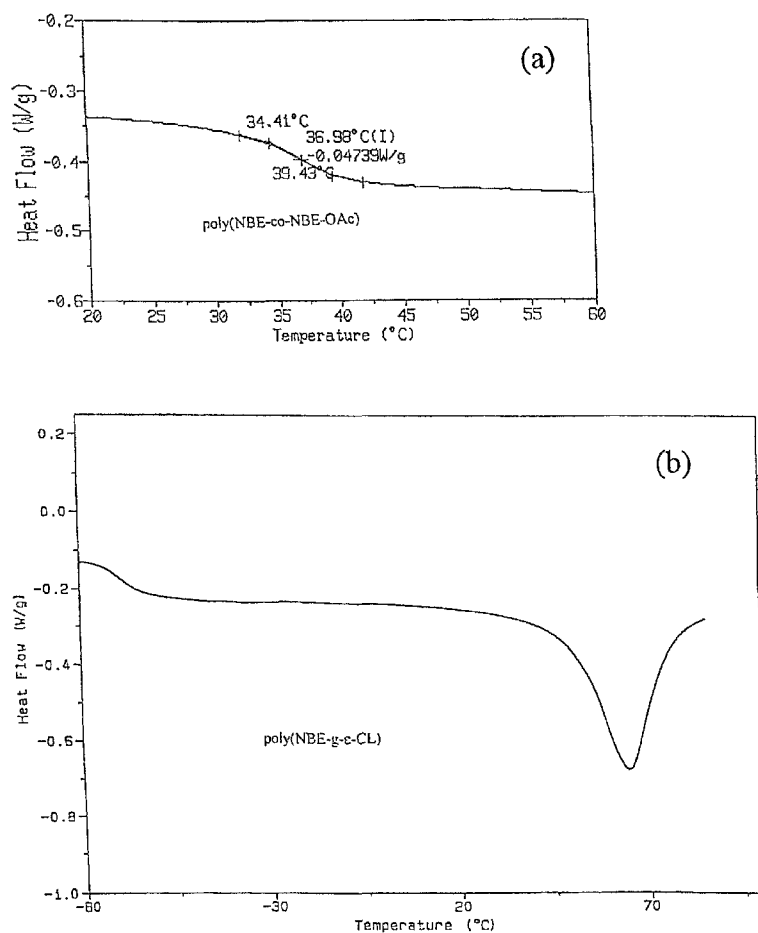 -0.2
(a)
-0.3
34.41°C
36.98°C(I)
-0.04739W/g
-0.4
39.43°C
Heat Flow (W/g)
poly(NBE-co-NBE-OAc)
-0.5
-0.6
20 25 30 35 40 45 50 55 60
Temperature (°C)
0.2
(b)
0.0
-0.2
Heat Flow (W/g)
-0.4
-0.6
poly(NBE-g-ε-CL)
-0.8
-1.0
-80 -30 20 70
Temperature (°C)